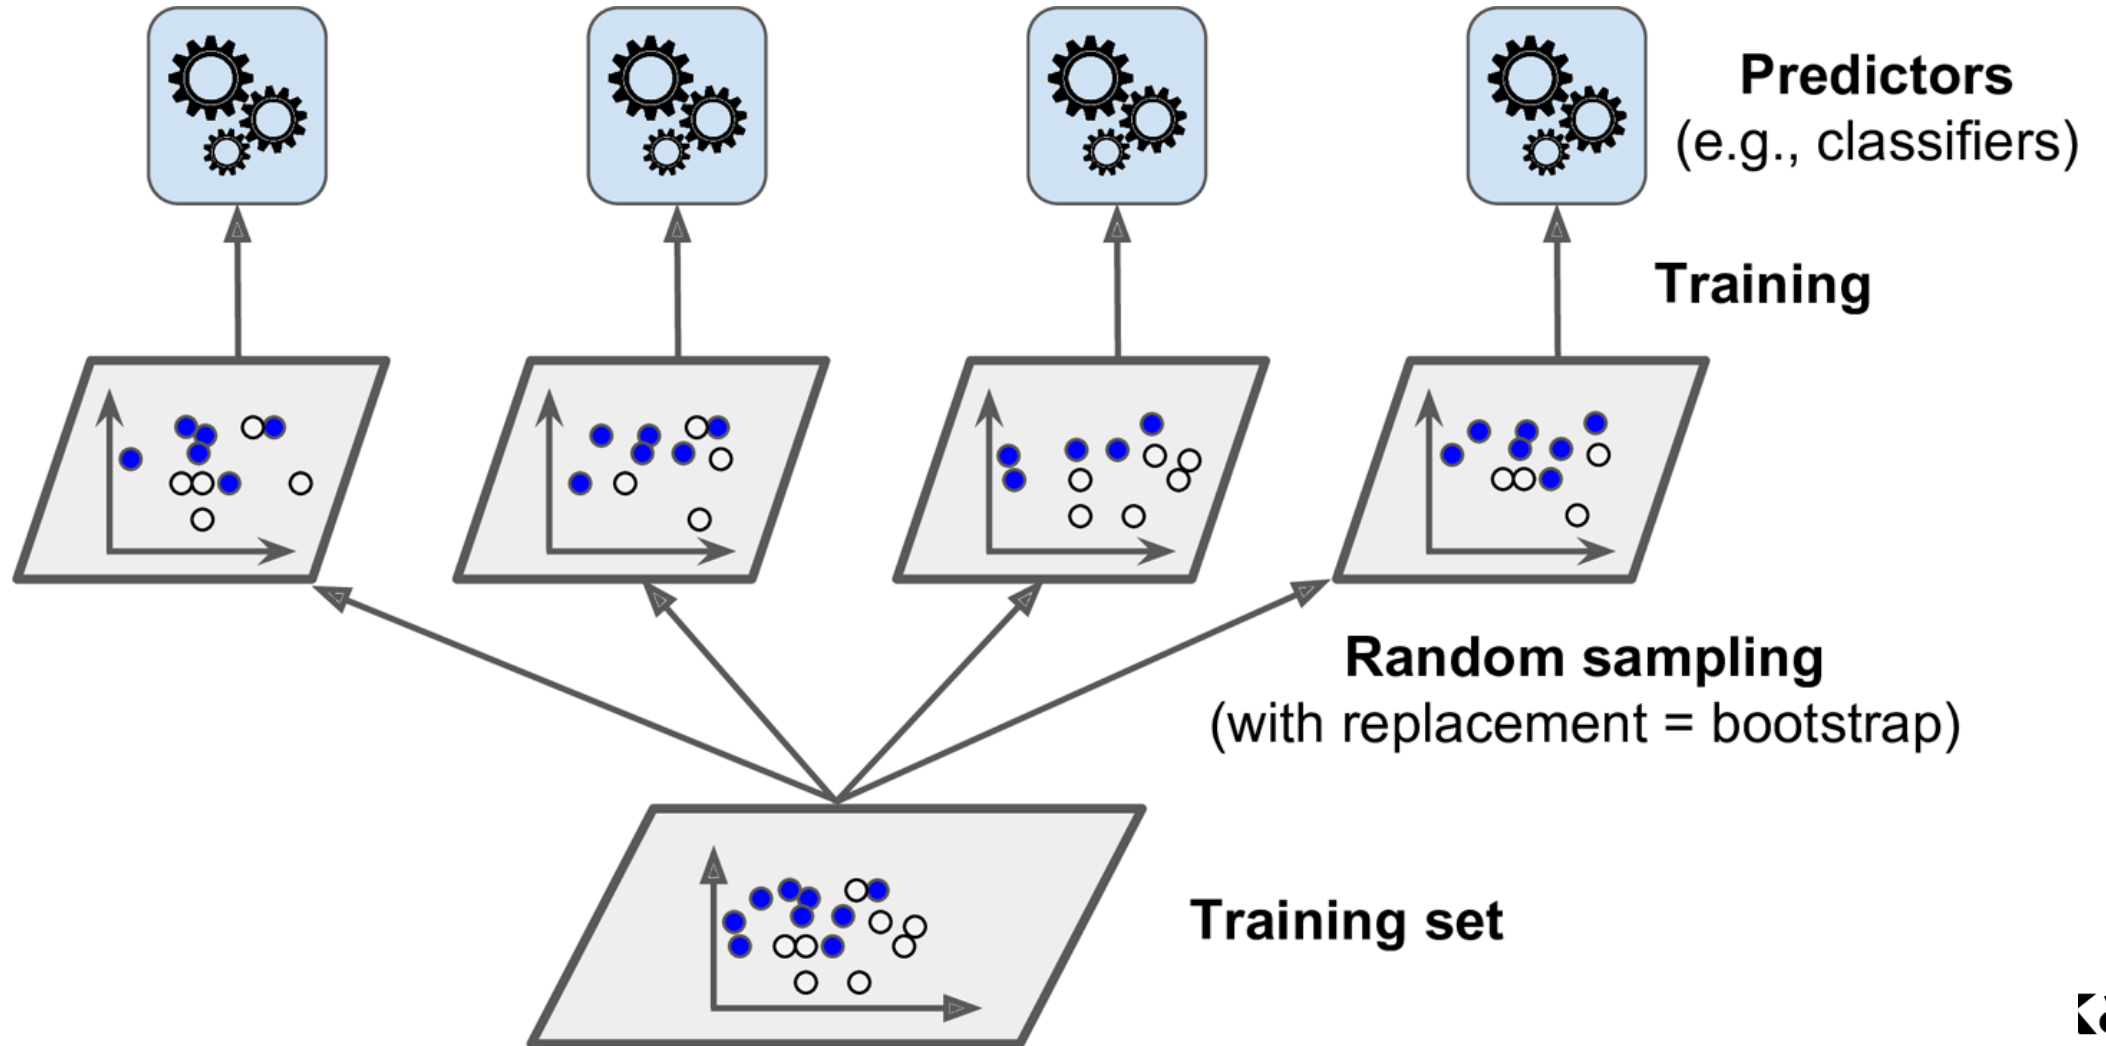 Predictors
(e.g., classifiers)
Training
Random sampling
(with replacement = bootstrap)
Training set